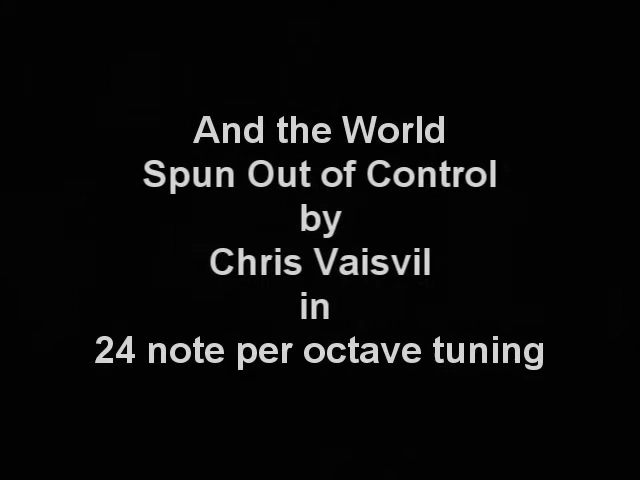 And the World
Spun Out of Control
by
Chris Vaisvil
in
24 note per octave tuning